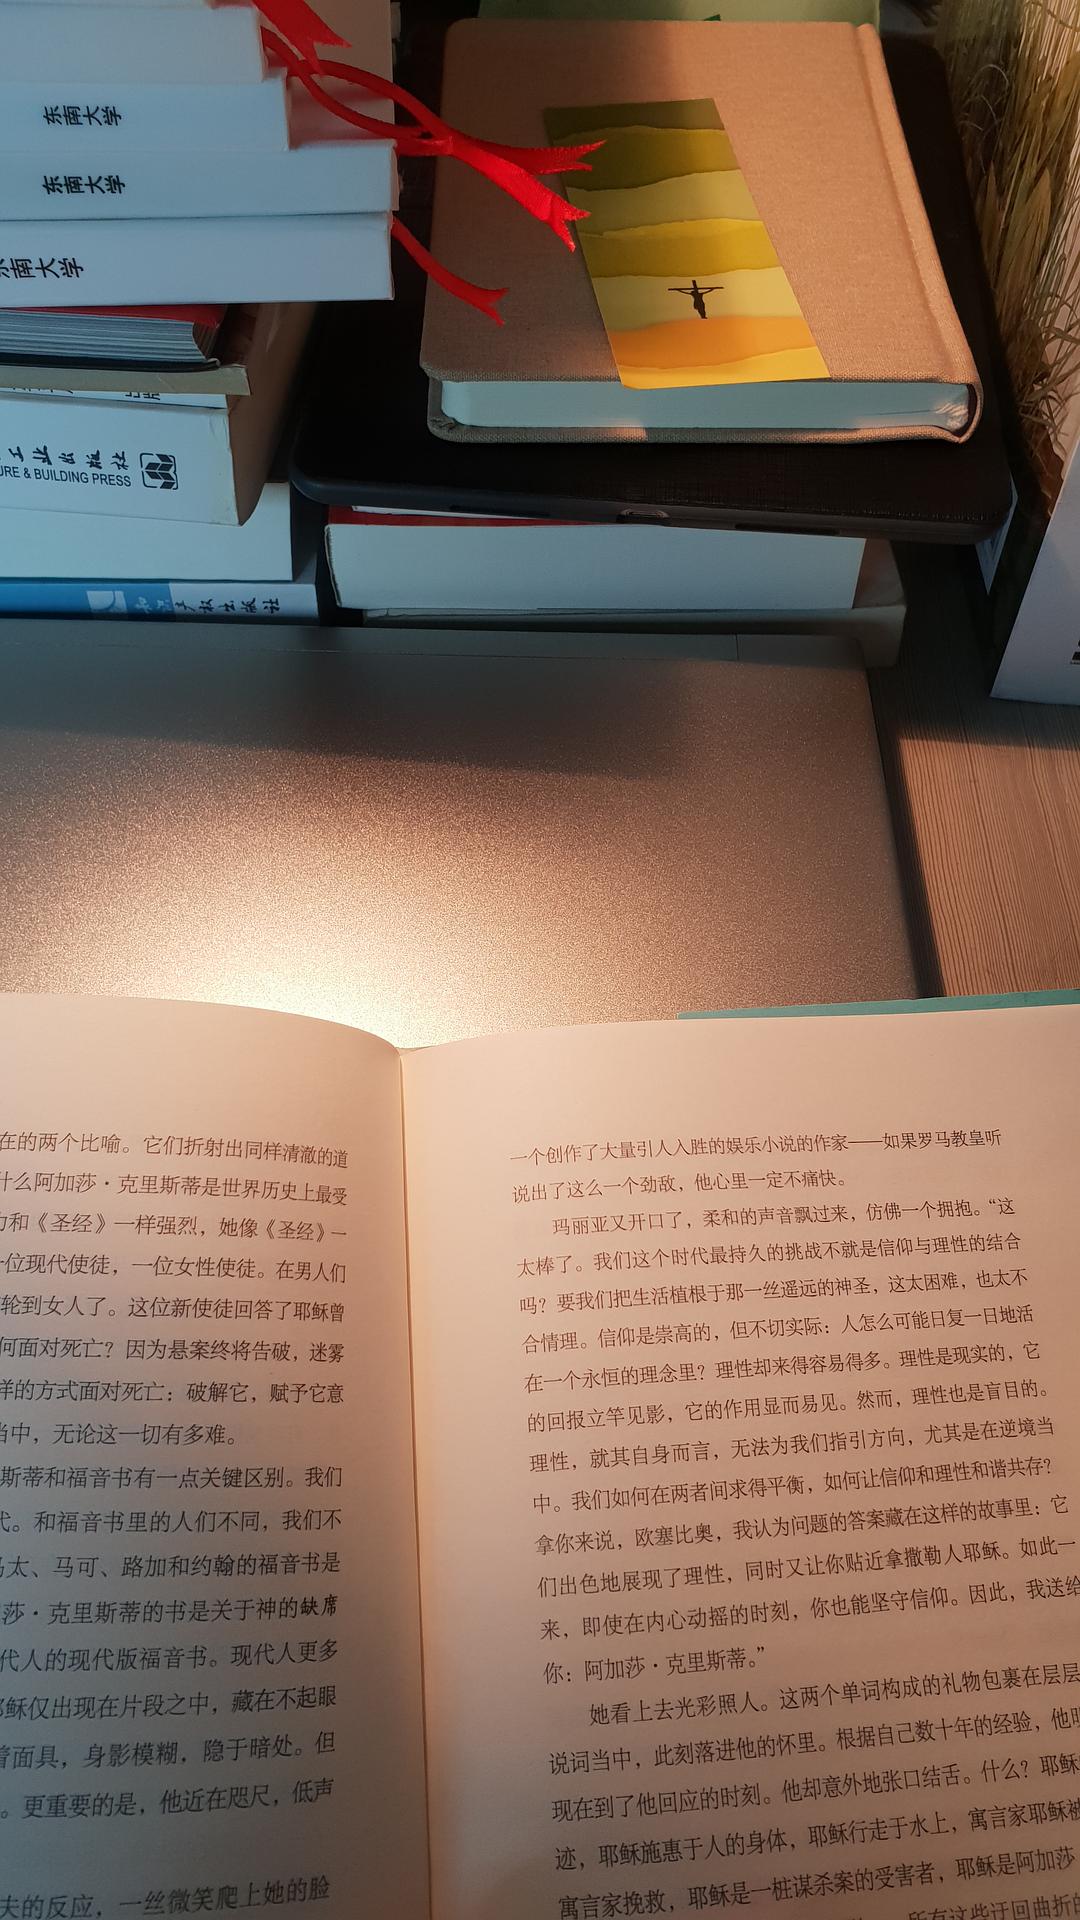 东南大学
东南大学
东南大学
工业出版社
URE & BUILDING PRESS
知识产权出版社
在的两个比喻。它们折射出同样清澈的道
什么阿加莎·克里斯蒂是世界历史上最受
和《圣经》一样强烈，她像《圣经》一
一位现代使徒，一位女性使徒。在男人们
轮到女人了。这位新使徒回答了耶稣曾
何面对死亡？因为悬案终将告破，迷雾
样的方式面对死亡：破解它，赋予它意
当中，无论这一切有多难。
斯蒂和福音书有一点关键区别。我们
代。和福音书里的人们不同，我们不
马太、马可、路加和约翰的福音书是
莎·克里斯蒂的书是关于神的缺席
代人的现代版福音书。现代人更多
耶稣仅出现在片段之中，藏在不起眼
着面具，身影模糊，隐于暗处。但
。更重要的是，他近在咫尺，低声
夫的反应，一丝微笑爬上她的脸
一个创作了大量引人入胜的娱乐小说的作家——如果罗马教皇听
说出了这么一个劲敌，他心里一定不痛快。
玛丽亚又开口了，柔和的声音飘过来，仿佛一个拥抱。“这
太棒了。我们这个时代最持久的挑战不就是信仰与理性的结合
吗？要我们把生活植根于那一丝遥远的神圣，这太困难，也太不
合情理。信仰是崇高的，但不切实际：人怎么可能日复一日地活
在一个永恒的理念里？理性却来得容易得多。理性是现实的，它
的回报立竿见影，它的作用显而易见。然而，理性也是盲目的。
理性，就其自身而言，无法为我们指引方向，尤其是在逆境当
中。我们如何在两者间求得平衡，如何让信仰和理性和谐共存？
拿你来说，欧塞比奥，我认为问题的答案藏在这样的故事里：它
们出色地展现了理性，同时又让你贴近拿撒勒人耶稣。如此一
来，即使在内心动摇的时刻，你也能坚守信仰。因此，我送给
你：阿加莎·克里斯蒂。”
她看上去光彩照人。这两个单词构成的礼物包裹在层层
说词当中，此刻落进他的怀里。根据自己数十年的经验，他明
现在到了他回应的时刻。他却意外地张口结舌。什么？耶稣
迹，耶稣施惠于人的身体，耶稣行走于水上，寓言家耶稣被
寓言家挽救，耶稣是一桩谋杀案的受害者，耶稣是阿加莎
所有这些迂回曲折的